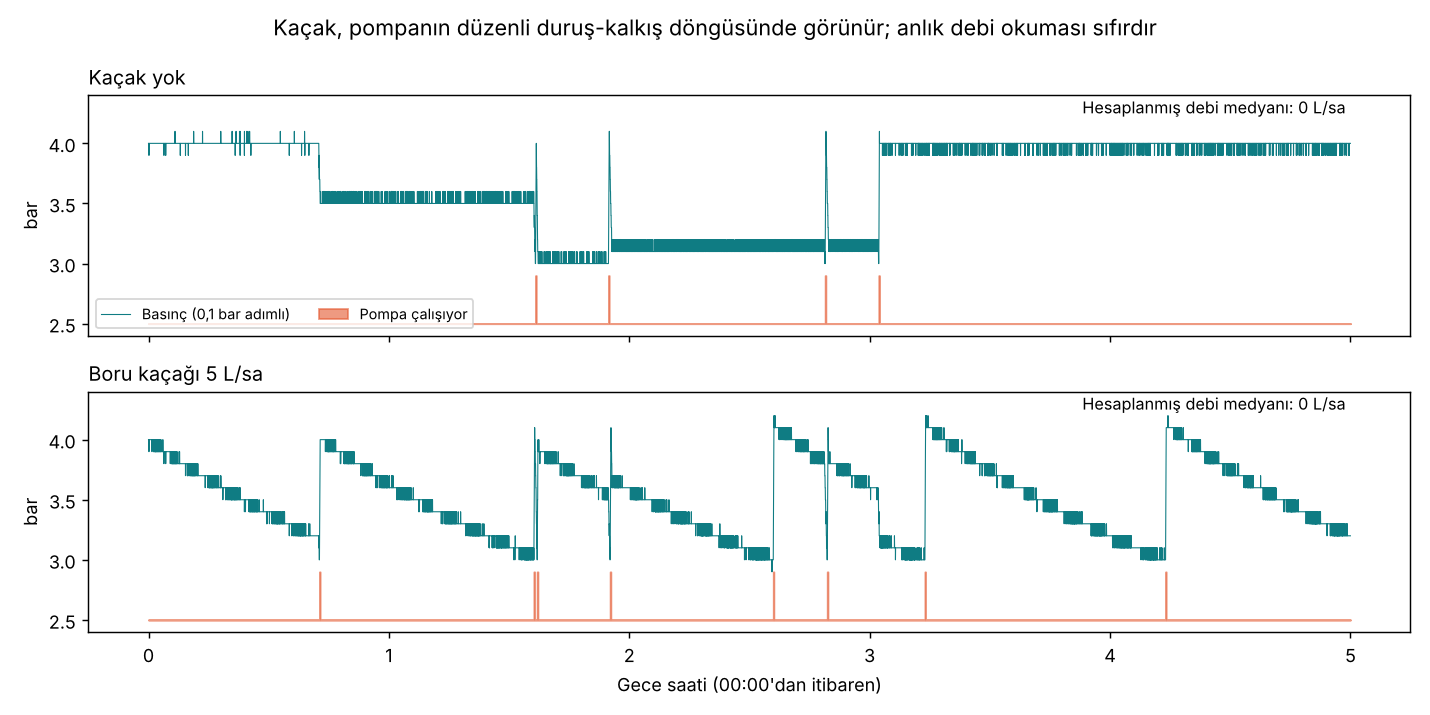 Kaçak, pompanın düzenli duruş-kalkış döngüsünde görünür; anlık debi okuması sıfırdır
Kaçak yok
Hesaplanmış debi medyanı: 0 L/sa
4.0
3.5
3.0
2.5
bar
Basınç (0,1 bar adımlı)
Pompa çalışıyor
Boru kaçağı 5 L/sa
Hesaplanmış debi medyanı: 0 L/sa
4.0
3.5
3.0
2.5
bar
0 1 2 3 4 5
Gece saati (00:00'dan itibaren)